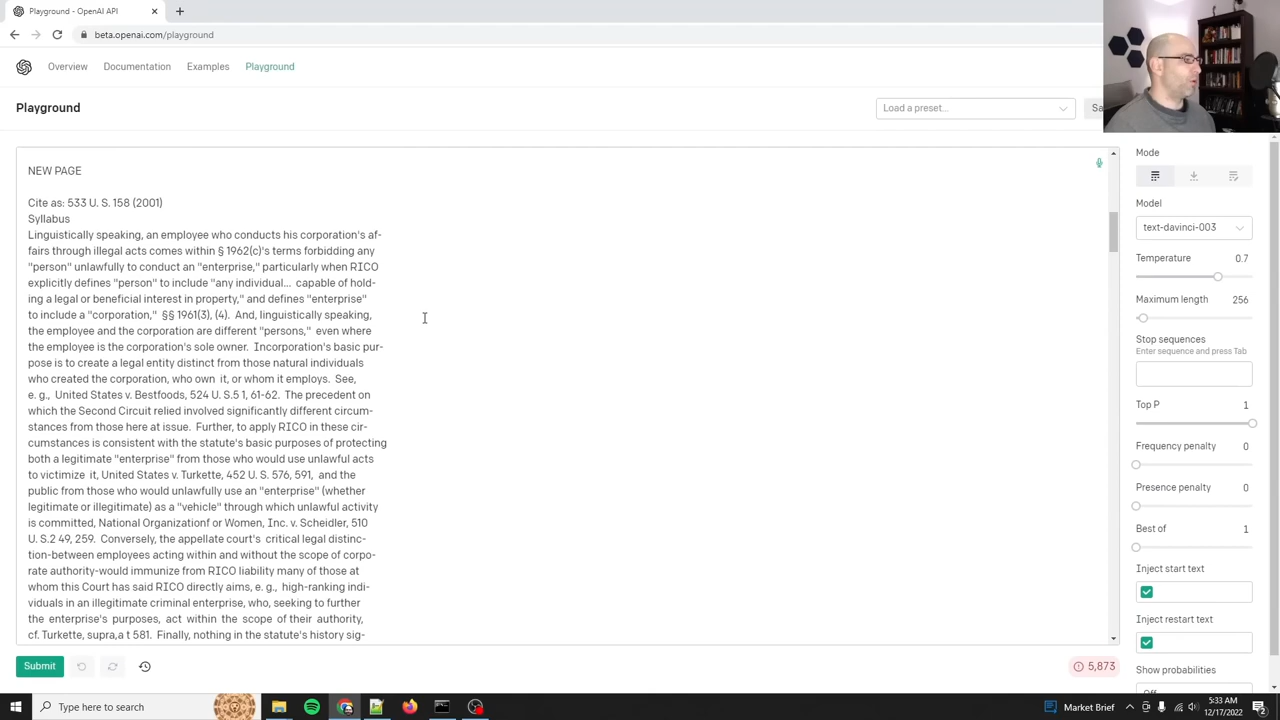 Playground - OpenAI API
beta.openai.com/playground
Overview Documentation Examples Playground
Playground
Load a preset...
Sa
NEW PAGE
Cite as: 533 U. S. 158 (2001)
Syllabus
Linguistically speaking, an employee who conducts his corporation's af-
fairs through illegal acts comes within § 1962(c)'s terms forbidding any
"person" unlawfully to conduct an "enterprise," particularly when RICO
explicitly defines "person" to include "any individual... capable of hold-
ing a legal or beneficial interest in property," and defines "enterprise"
to include a "corporation," §§ 1961(3), (4). And, linguistically speaking,
the employee and the corporation are different "persons," even where
the employee is the corporation's sole owner. Incorporation's basic pur-
pose is to create a legal entity distinct from those natural individuals
who created the corporation, who own it, or whom it employs. See,
e. g., United States v. Bestfoods, 524 U. S.5 1, 61-62. The precedent on
which the Second Circuit relied involved significantly different circum-
stances from those here at issue. Further, to apply RICO in these cir-
cumstances is consistent with the statute's basic purposes of protecting
both a legitimate "enterprise" from those who would use unlawful acts
to victimize it, United States v. Turkette, 452 U. S. 576, 591, and the
public from those who would unlawfully use an "enterprise" (whether
legitimate or illegitimate) as a "vehicle" through which unlawful activity
is committed, National Organizationf or Women, Inc. v. Scheidler, 510
U. S.2 49, 259. Conversely, the appellate court's critical legal distinc-
tion-between employees acting within and without the scope of corpo-
rate authority-would immunize from RICO liability many of those at
whom this Court has said RICO directly aims, e. g., high-ranking indi-
viduals in an illegitimate criminal enterprise, who, seeking to further
the enterprise's purposes, act within the scope of their authority,
cf. Turkette, supra,a t 581. Finally, nothing in the statute's history sig-
Submit
5,873
Mode
Model
text-davinci-003
Temperature 0.7
Maximum length 256
Stop sequences
Enter sequence and press Tab
Top P 1
Frequency penalty 0
Presence penalty 0
Best of 1
Inject start text
Inject restart text
Show probabilities
Type here to search
Market Brief
5:33 AM
12/17/2022
2